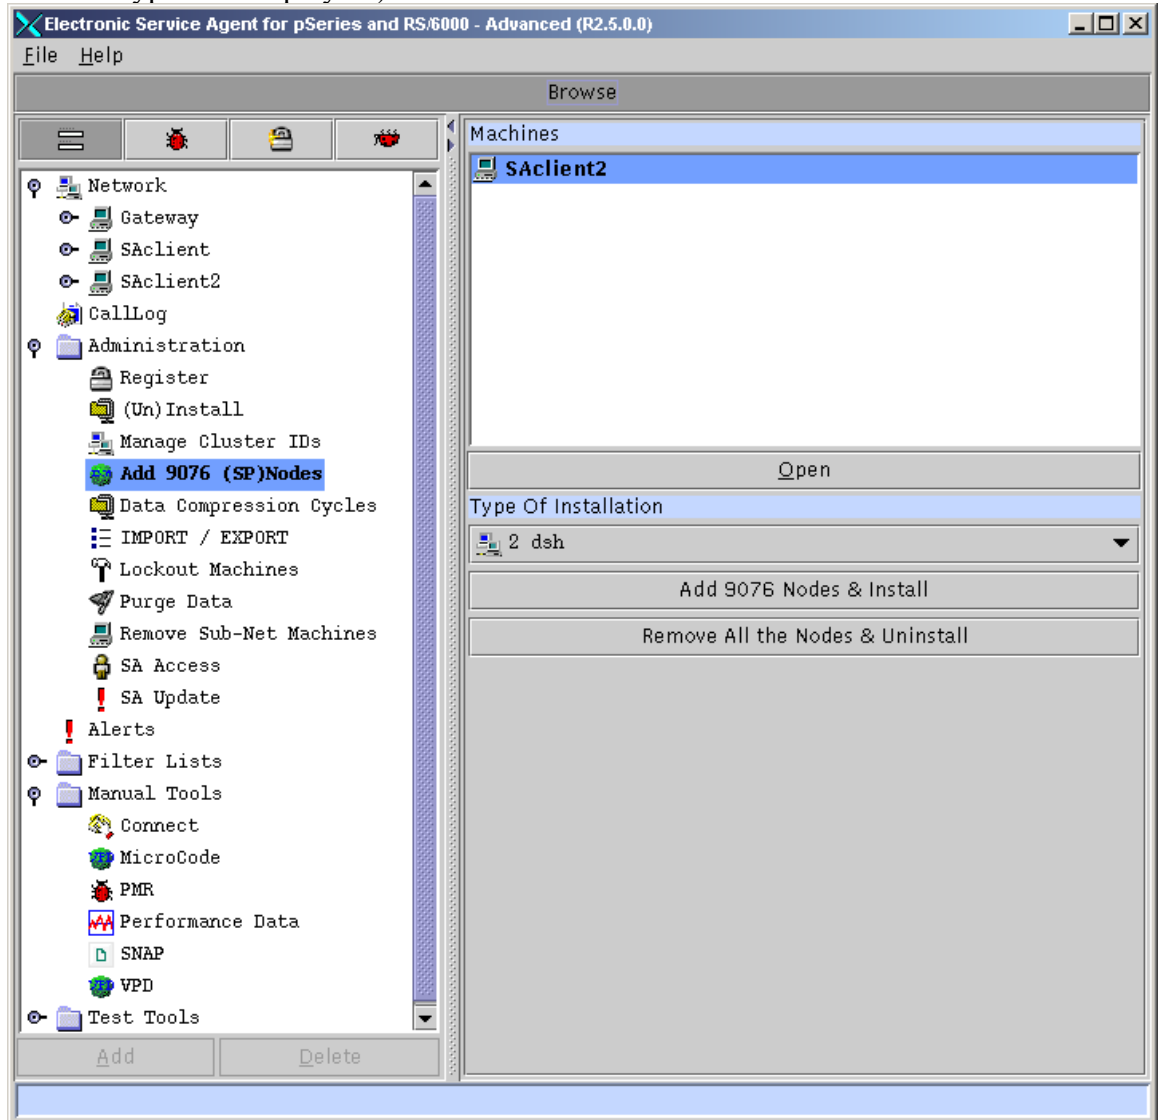 Electronic Service Agent for pSeries and RS/6000 - Advanced (R2.5.0.0)
File Help
Browse
Network
Gateway
SAclient
SAclient2
CallLog
Administration
Register
(Un)Install
Manage Cluster IDs
Add 9076 (SP)Nodes
Data Compression Cycles
IMPORT / EXPORT
Lockout Machines
Purge Data
Remove Sub-Net Machines
SA Access
SA Update
Alerts
Filter Lists
Manual Tools
Connect
MicroCode
PMR
Performance Data
SNAP
VPD
Test Tools
Add Delete
Machines
SAclient2
Open
Type Of Installation
2 dsh
Add 9076 Nodes & Install
Remove All the Nodes & Uninstall